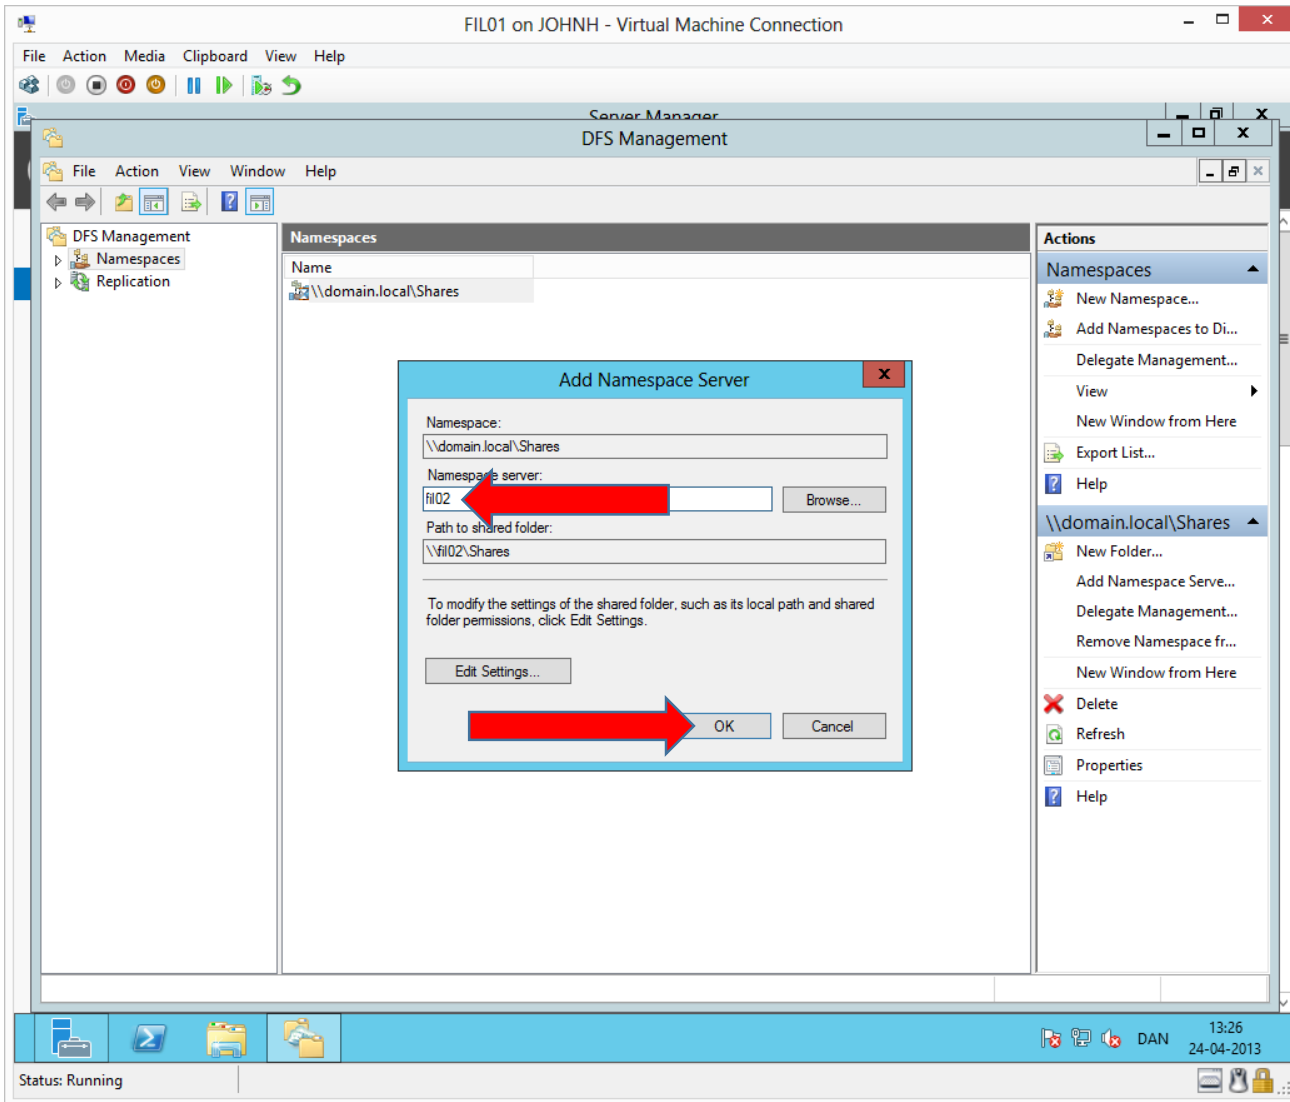 FIL01 on JOHNH - Virtual Machine Connection
File Action Media Clipboard View Help
Server Manager
DFS Management
File Action View Window Help
DFS Management
Namespaces
Replication
Namespaces
Name
\\domain.local\Shares
Add Namespace Server
Namespace:
\\domain.local\Shares
Namespace server:
fil02
Browse...
Path to shared folder:
\\fil02\Shares
To modify the settings of the shared folder, such as its local path and shared
folder permissions, click Edit Settings.
Edit Settings...
OK
Cancel
Actions
Namespaces
New Namespace...
Add Namespaces to Di...
Delegate Management...
View
New Window from Here
Export List...
Help
\\domain.local\Shares
New Folder...
Add Namespace Serve...
Delegate Management...
Remove Namespace fr...
New Window from Here
Delete
Refresh
Properties
Help
DAN
13:26
24-04-2013
Status: Running